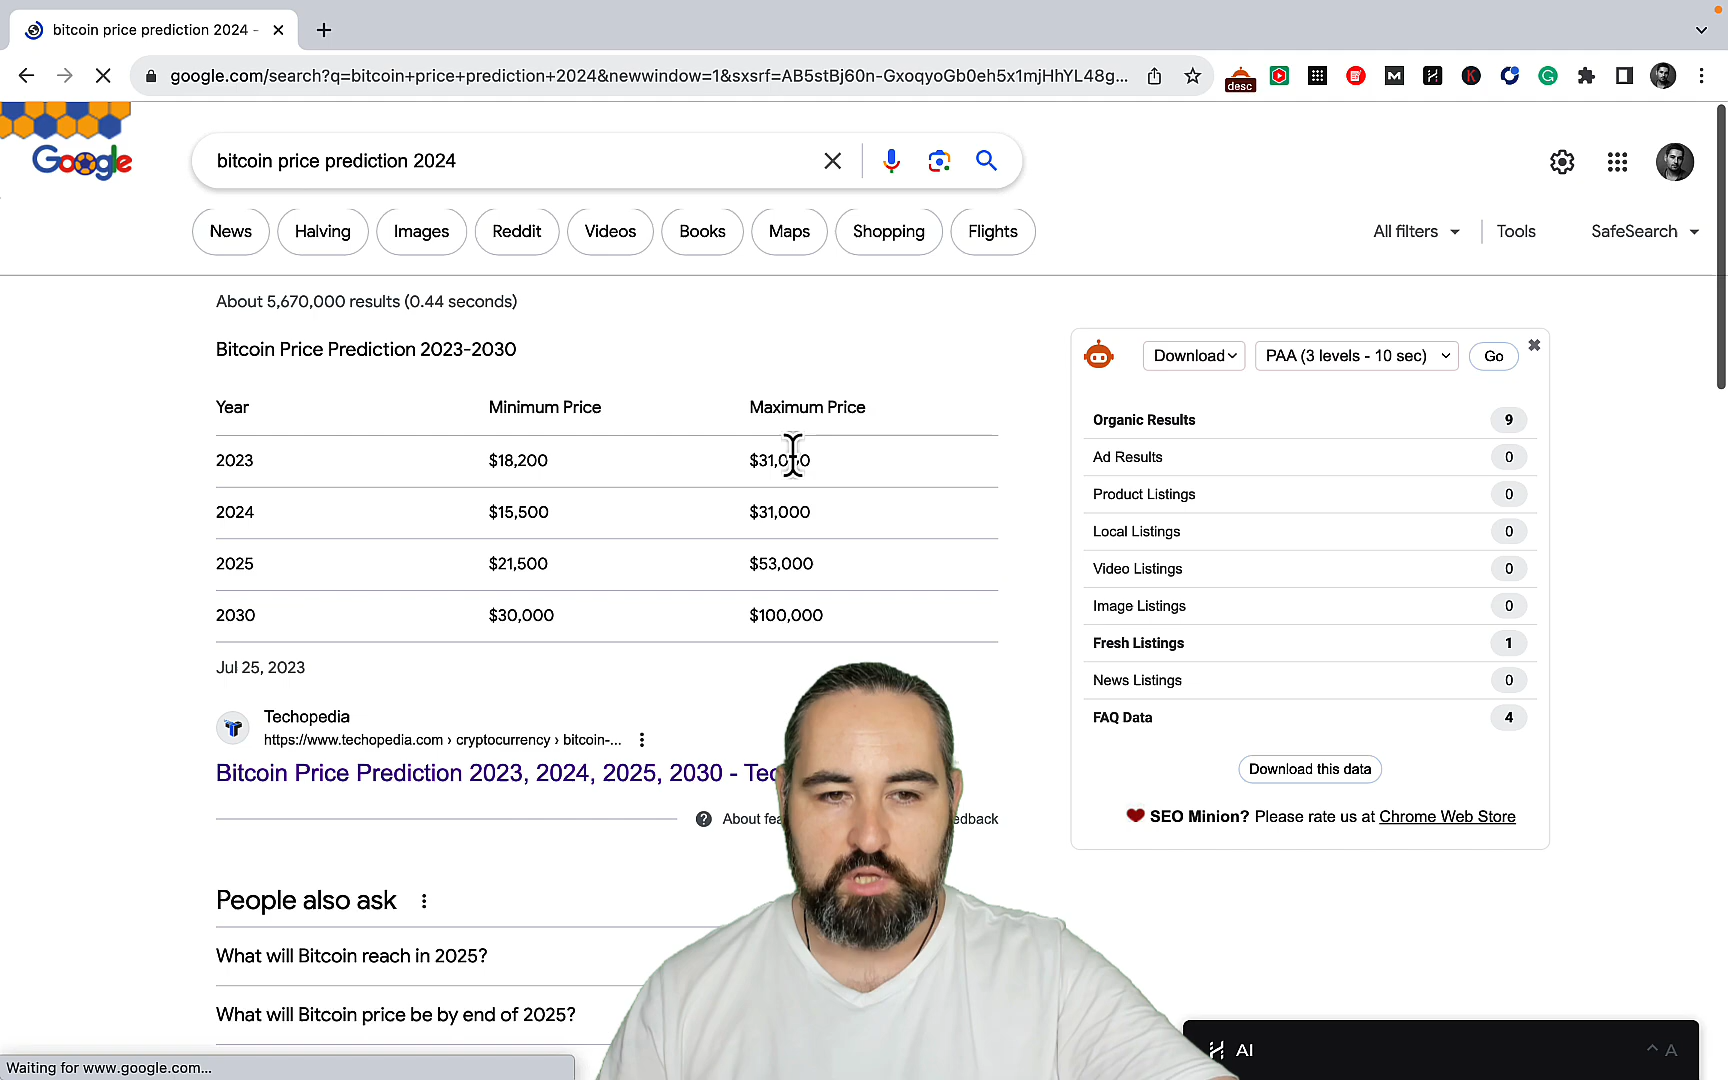 bitcoin price prediction 2024 -
google.com/search?q=bitcoin+price+prediction+2024&newwindow=1&sxsrf=AB5stBj60n-GxoqyoGb0eh5x1mjHhYL48g...
desc
Google
bitcoin price prediction 2024
News Halving Images Reddit Videos Books Maps Shopping Flights
All filters Tools SafeSearch
About 5,670,000 results (0.44 seconds)
Bitcoin Price Prediction 2023-2030
Year Minimum Price Maximum Price
2023 $18,200
2024 $15,500 $31,000
2025 $21,500 $53,000
2030 $30,000 $100,000
Jul 25, 2023
Techopedia
https://www.techopedia.com › cryptocurrency › bitcoin-...
Bitcoin Price Prediction 2023, 2024, 2025, 2030 - Tec
About fea edback
People also ask
What will Bitcoin reach in 2025?
What will Bitcoin price be by end of 2025?
Waiting for www.google.com...
Download PAA (3 levels - 10 sec) Go
Organic Results 9
Ad Results 0
Product Listings 0
Local Listings 0
Video Listings 0
Image Listings 0
Fresh Listings 1
News Listings 0
FAQ Data 4
Download this data
SEO Minion? Please rate us at Chrome Web Store
AI
A